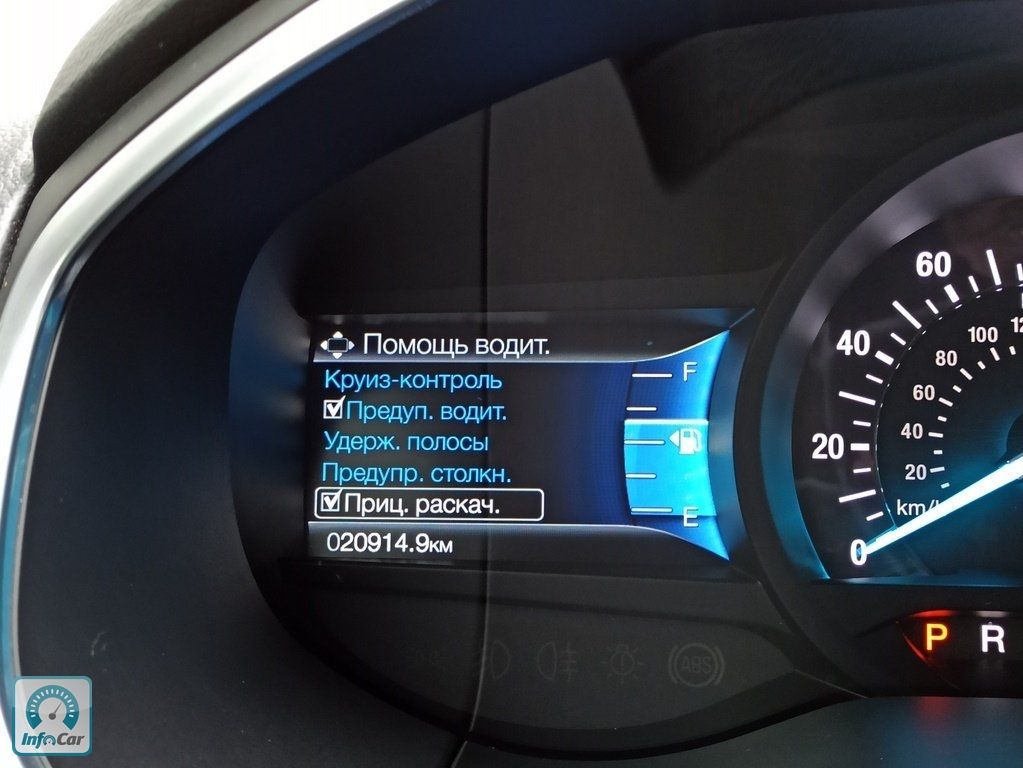 Помощь водит.
Круиз-контроль
Предуп. водит.
Удерж. полосы
Предупр. столкн.
Приц. раскач.
020914.9км
F
E
60
40
20
0
100
80
60
40
20
km/
P R
ABS
InfoCar